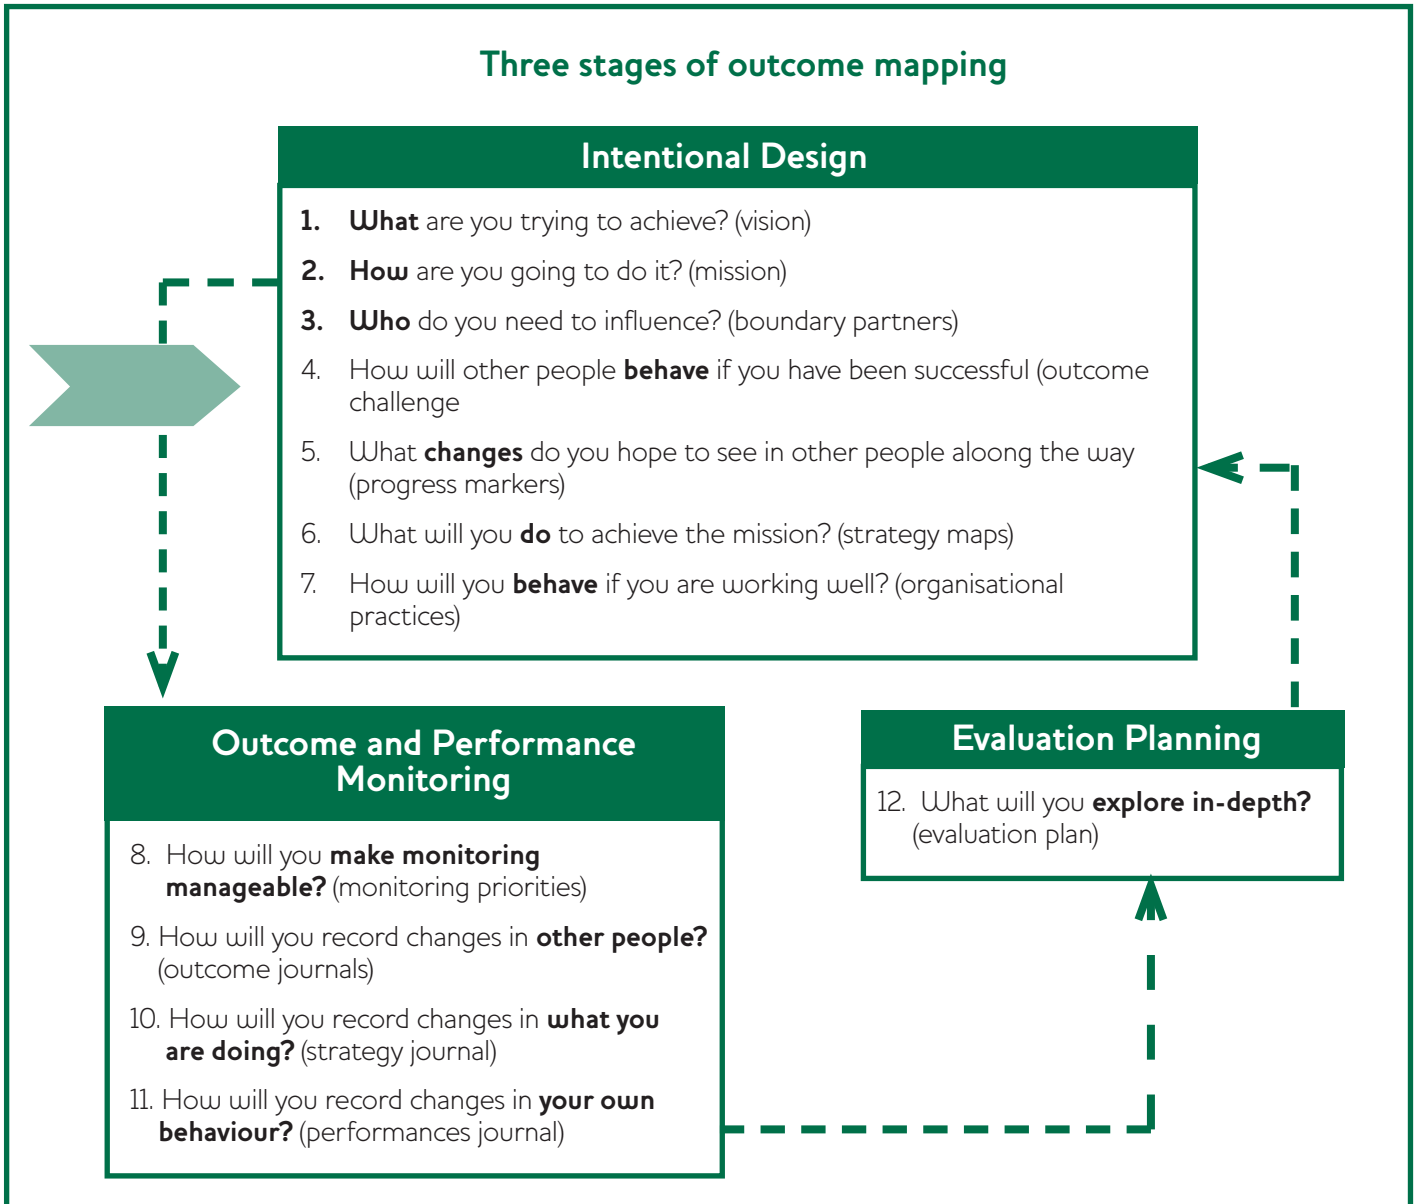 Three stages of outcome mapping
Intentional Design
1. What are you trying to achieve? (vision)
2. How are you going to do it? (mission)
3. Who do you need to influence? (boundary partners)
4. How will other people behave if you have been successful (outcome
challenge
5. What changes do you hope to see in other people aloong the way
(progress markers)
6. What will you do to achieve the mission? (strategy maps)
7. How will you behave if you are working well? (organisational
practices)
Outcome and Performance
Monitoring
8. How will you make monitoring
manageable? (monitoring priorities)
9. How will you record changes in other people?
(outcome journals)
10. How will you record changes in what you
are doing? (strategy journal)
11. How will you record changes in your own
behaviour? (performances journal)
Evaluation Planning
12. What will you explore in-depth?
(evaluation plan)